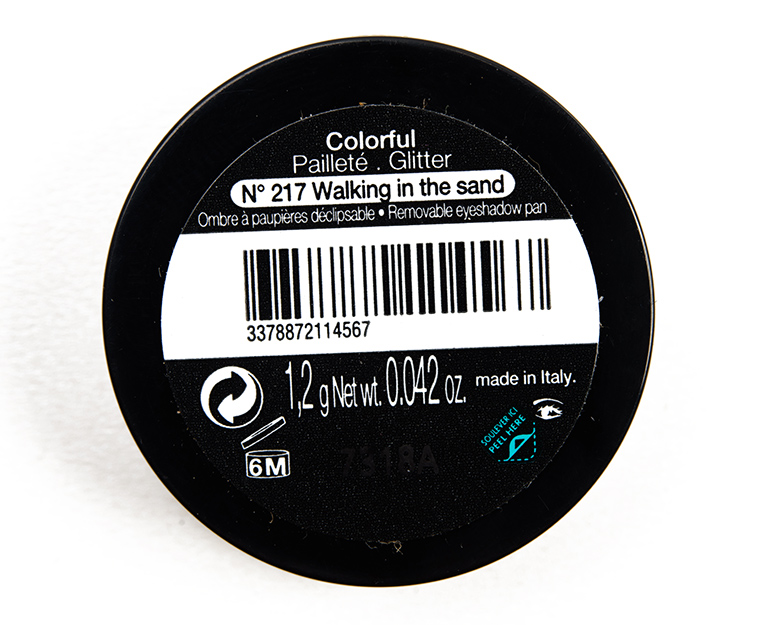 Colorful
Pailleté . Glitter
N° 217 Walking in the sand
Ombre à paupières déclipsable • Removable eyeshadow pan
3378872114567
1,2 g Net wt. 0.042 oz. made in Italy.
SOULEVER ICI
PEEL HERE
6M